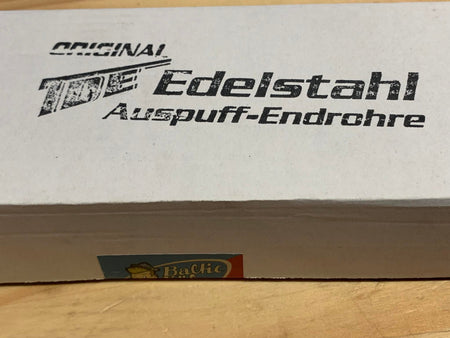 ORIGINAL
TDE Edelstahl
Auspuff-Endrohre
Baltic